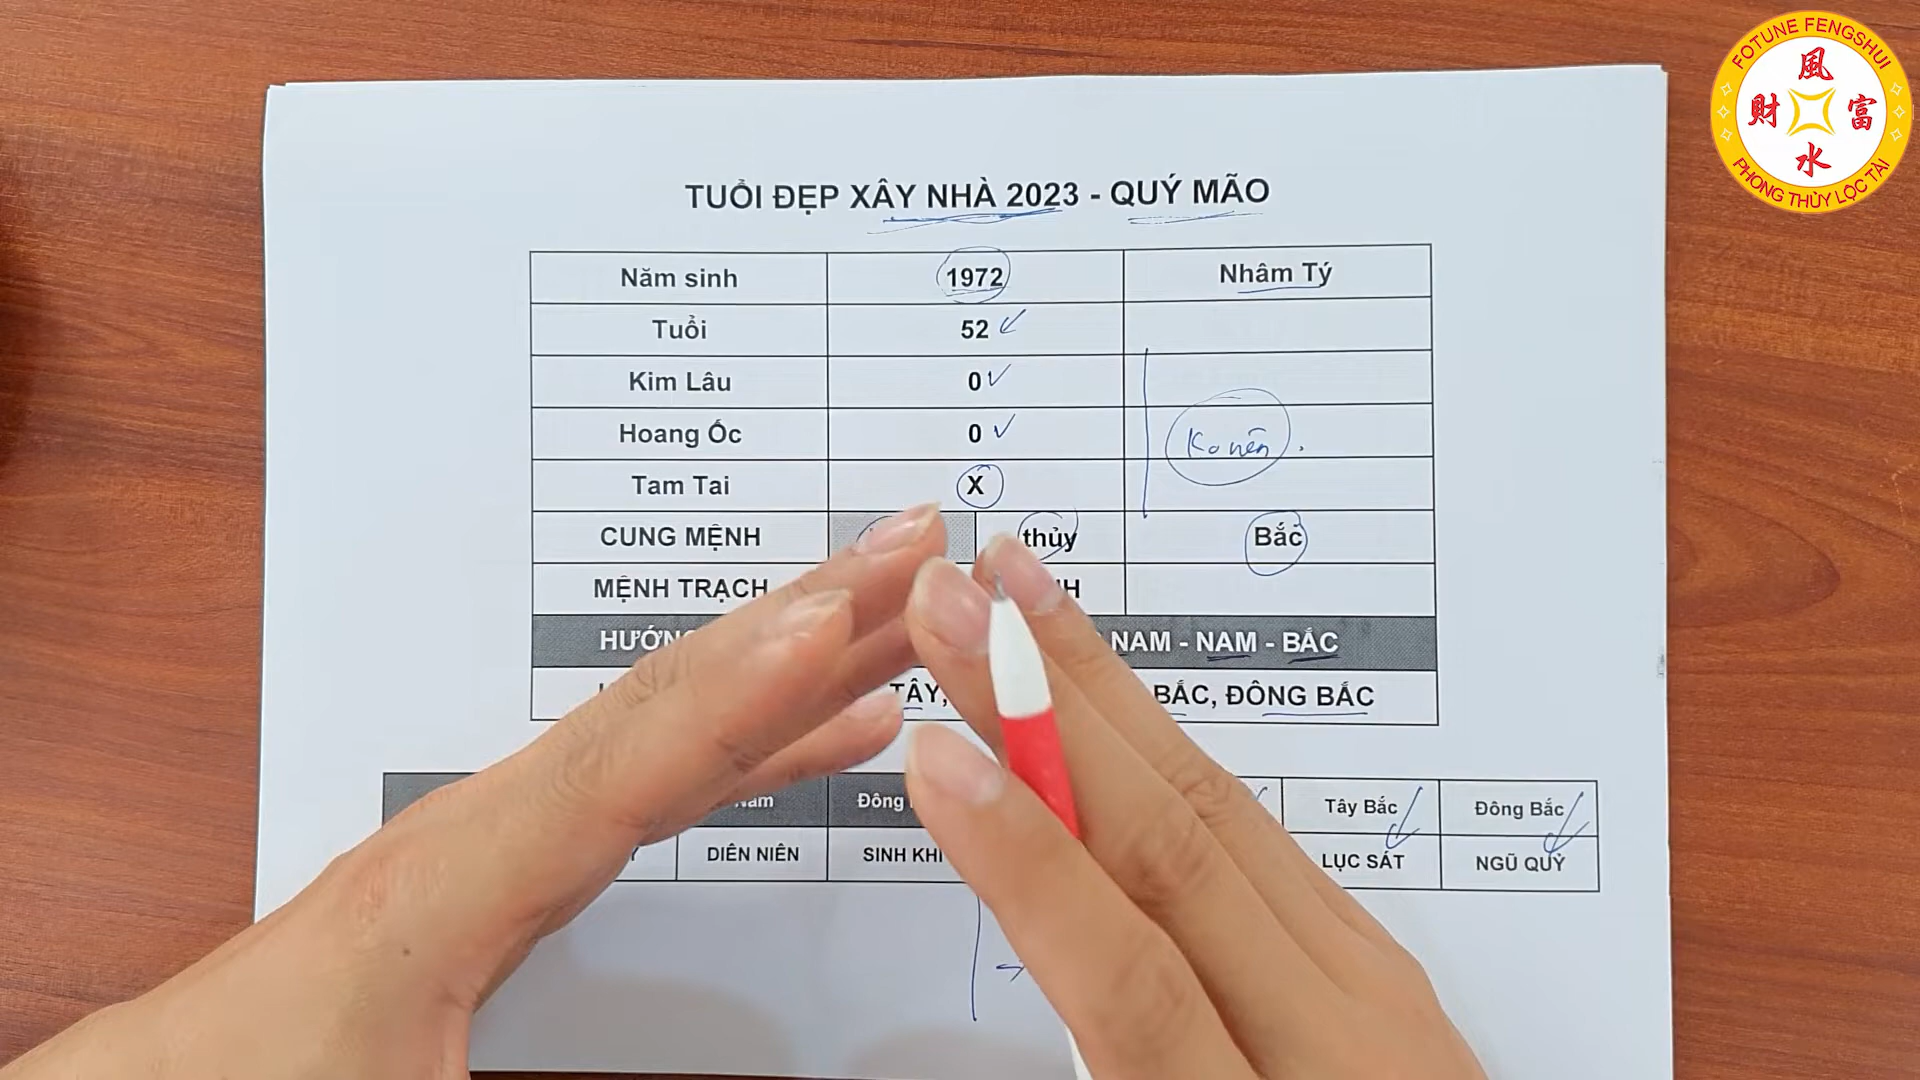 FOTUNE FENGSHUI
風
財 富
水
PHONG THỦY LỘC TÀI
TUỔI ĐẸP XÂY NHÀ 2023 - QUÝ MÃO
Năm sinh 1972 Nhâm Tý
Tuổi 52
Kim Lâu 0
Hoang Ốc 0
Ko nên.
Tam Tai X
CUNG MỆNH thủy Bắc
MỆNH TRẠCH
NAM - NAM - BẮC
TÂY, BẮC, ĐÔNG BẮC
Đông Tây Bắc Đông Bắc
DIÊN NIÊN SINH KHÍ LỤC SÁT NGŨ QUỶ